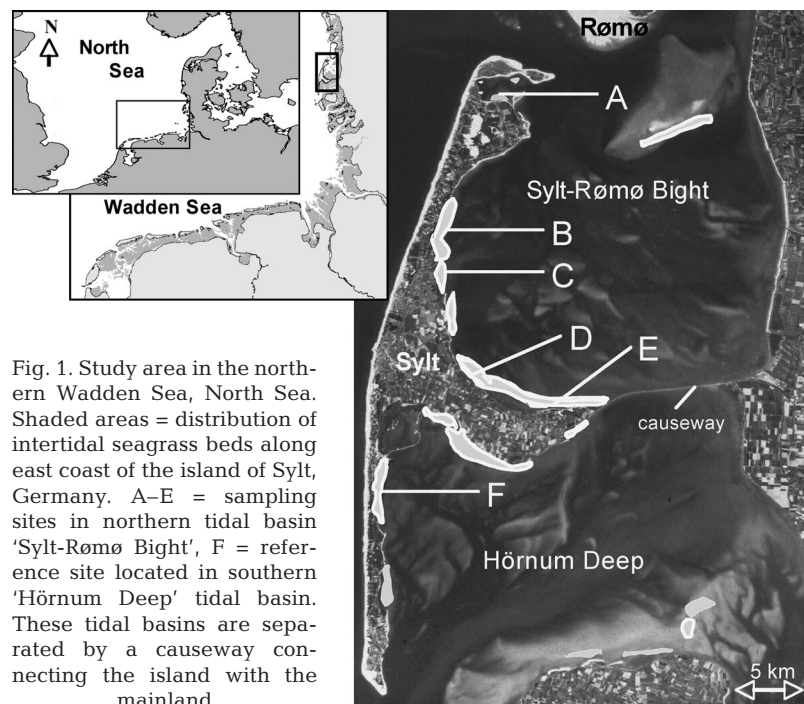 N
North
Sea
Wadden Sea
Rømø
A
Sylt-Rømø Bight
B
C
D
E
Sylt
causeway
F
Hörnum Deep
5 km
Fig. 1. Study area in the north-
ern Wadden Sea, North Sea.
Shaded areas = distribution of
intertidal seagrass beds along
east coast of the island of Sylt,
Germany. A–E = sampling
sites in northern tidal basin
‘Sylt-Rømø Bight’, F = refer-
ence site located in southern
‘Hörnum Deep’ tidal basin.
These tidal basins are sepa-
rated by a causeway con-
necting the island with the
mainland